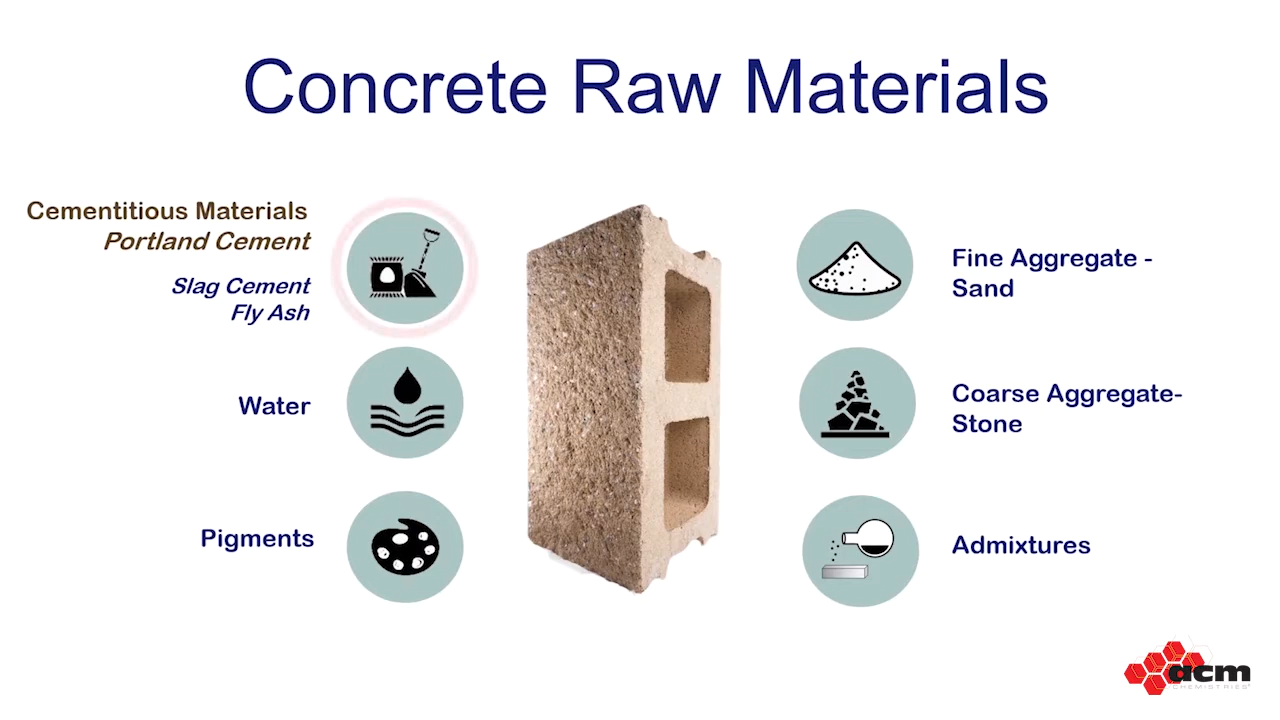 Concrete Raw Materials
Cementitious Materials
Portland Cement
Slag Cement
Fly Ash
Water
Pigments
Fine Aggregate -
Sand
Coarse Aggregate-
Stone
Admixtures
acm
CHEMISTRIES